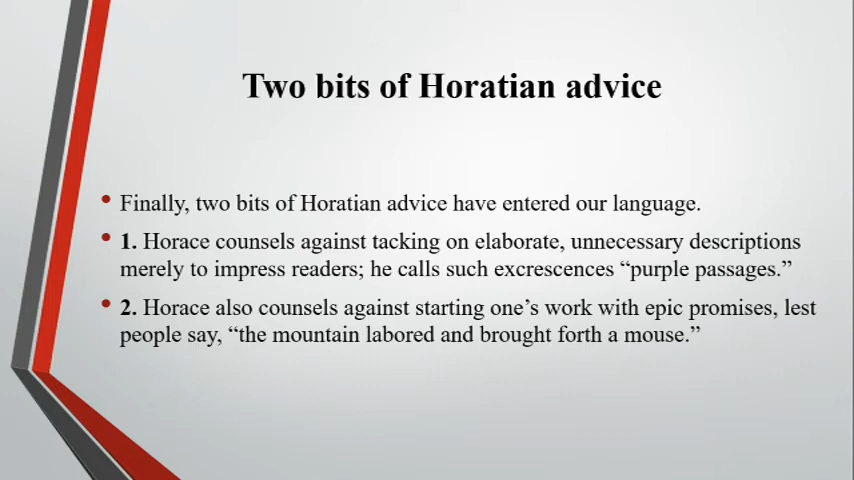 Two bits of Horatian advice
• Finally, two bits of Horatian advice have entered our language.
• 1. Horace counsels against tacking on elaborate, unnecessary descriptions
merely to impress readers; he calls such excrescences “purple passages.”
• 2. Horace also counsels against starting one’s work with epic promises, lest
people say, “the mountain labored and brought forth a mouse.”